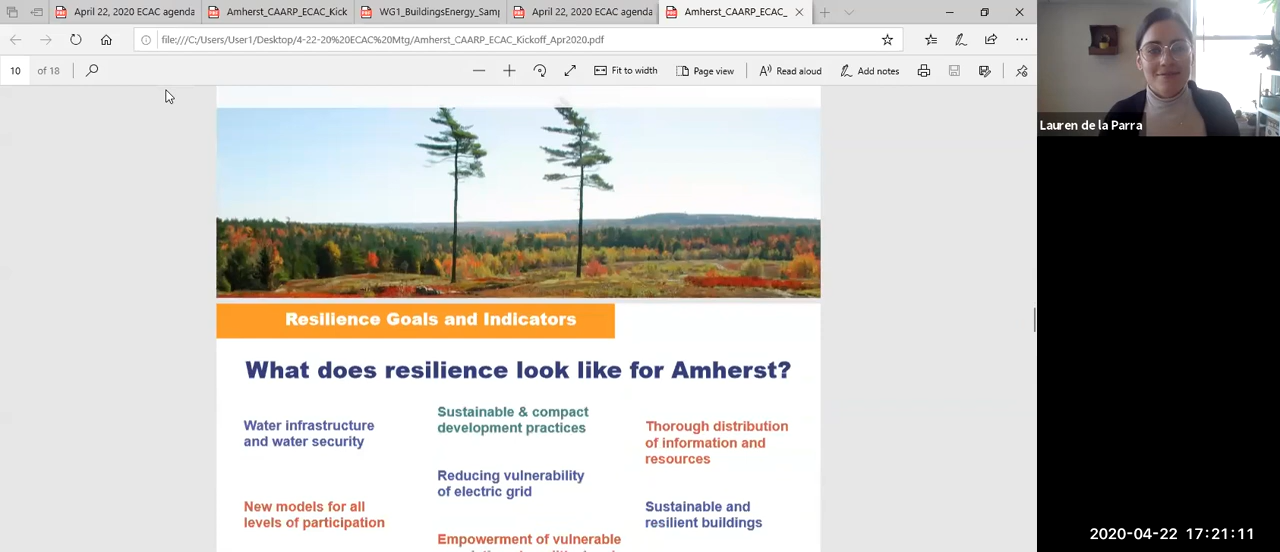 April 22, 2020 ECAC agenda
Amherst_CAARP_ECAC_Kick
WG1_BuildingsEnergy_Sam
April 22, 2020 ECAC agenda
Amherst_CAARP_ECAC_
file:///C:/Users/User1/Desktop/4-22-20%20ECAC%20Mtg/Amherst_CAARP_ECAC_Kickoff_Apr2020.pdf
10 of 18
Fit to width
Page view
Read aloud
Add notes
Lauren de la Parra
Resilience Goals and Indicators
What does resilience look like for Amherst?
Water infrastructure
and water security
Sustainable & compact
development practices
Thorough distribution
of information and
resources
Reducing vulnerability
of electric grid
New models for all
levels of participation
Sustainable and
resilient buildings
Empowerment of vulnerable
2020-04-22 17:21:11